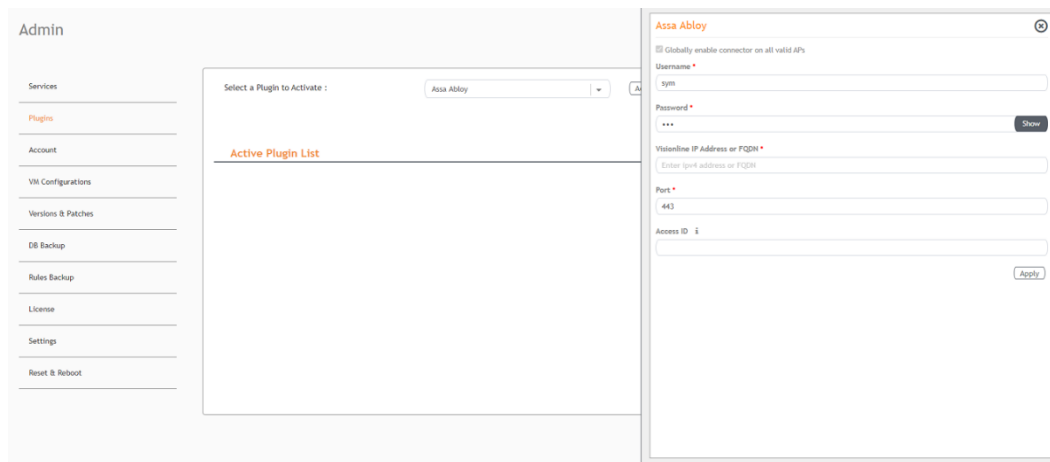 Admin
Services
Plugins
Account
VM Configurations
Versions & Patches
DB Backup
Rules Backup
License
Settings
Reset & Reboot
Select a Plugin to Activate :
Assa Abloy
Active Plugin List
Assa Abloy
Globally enable connector on all valid APs
Username *
sym
Password *
•••
Show
Visionline IP Address or FQDN *
Enter ipv4 address or FQDN
Port *
443
Access ID i
Apply